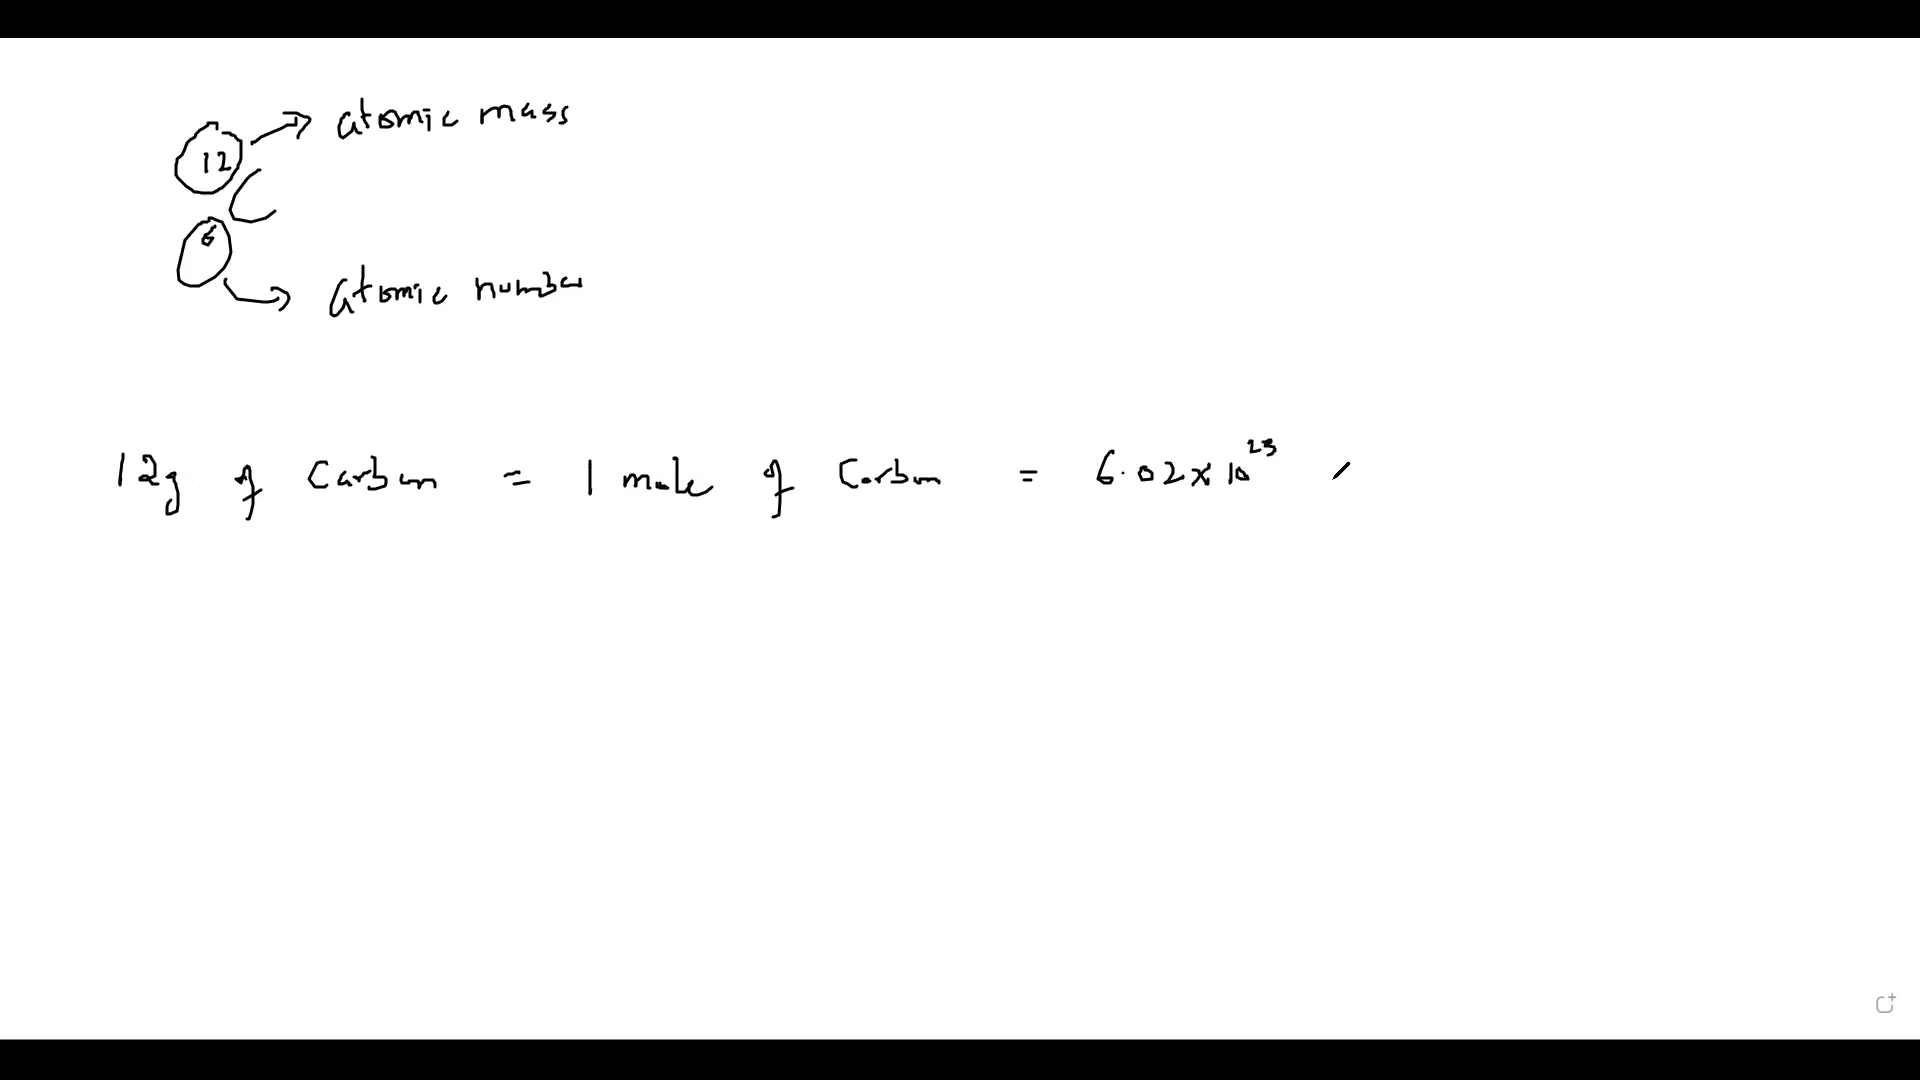 12 → atomic mass
C
6 → atomic number
12g of Carbon = 1 mole of Carbon = 6.02 x 10²³